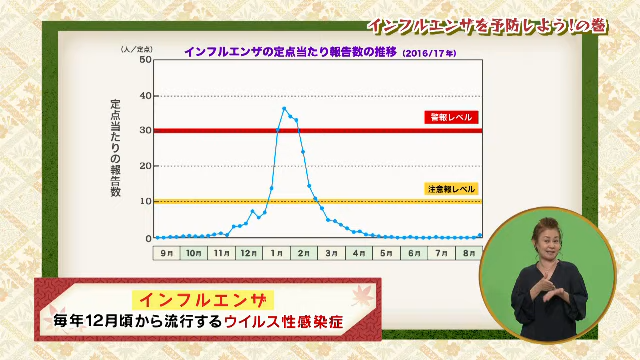 インフルエンザを予防しよう!の巻
(人/定点)
インフルエンザの定点当たり報告数の推移 (2016/17年)
定点当たりの報告数
50
40
30
20
10
0
警報レベル
注意報レベル
9月 10月 11月 12月 1月 2月 3月 4月 5月 6月 7月 8月
インフルエンザ
毎年12月頃から流行するウイルス性感染症